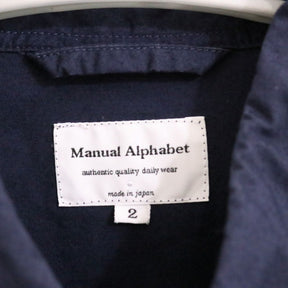 Manual Alphabet
authentic quality daily wear
made in japan
2